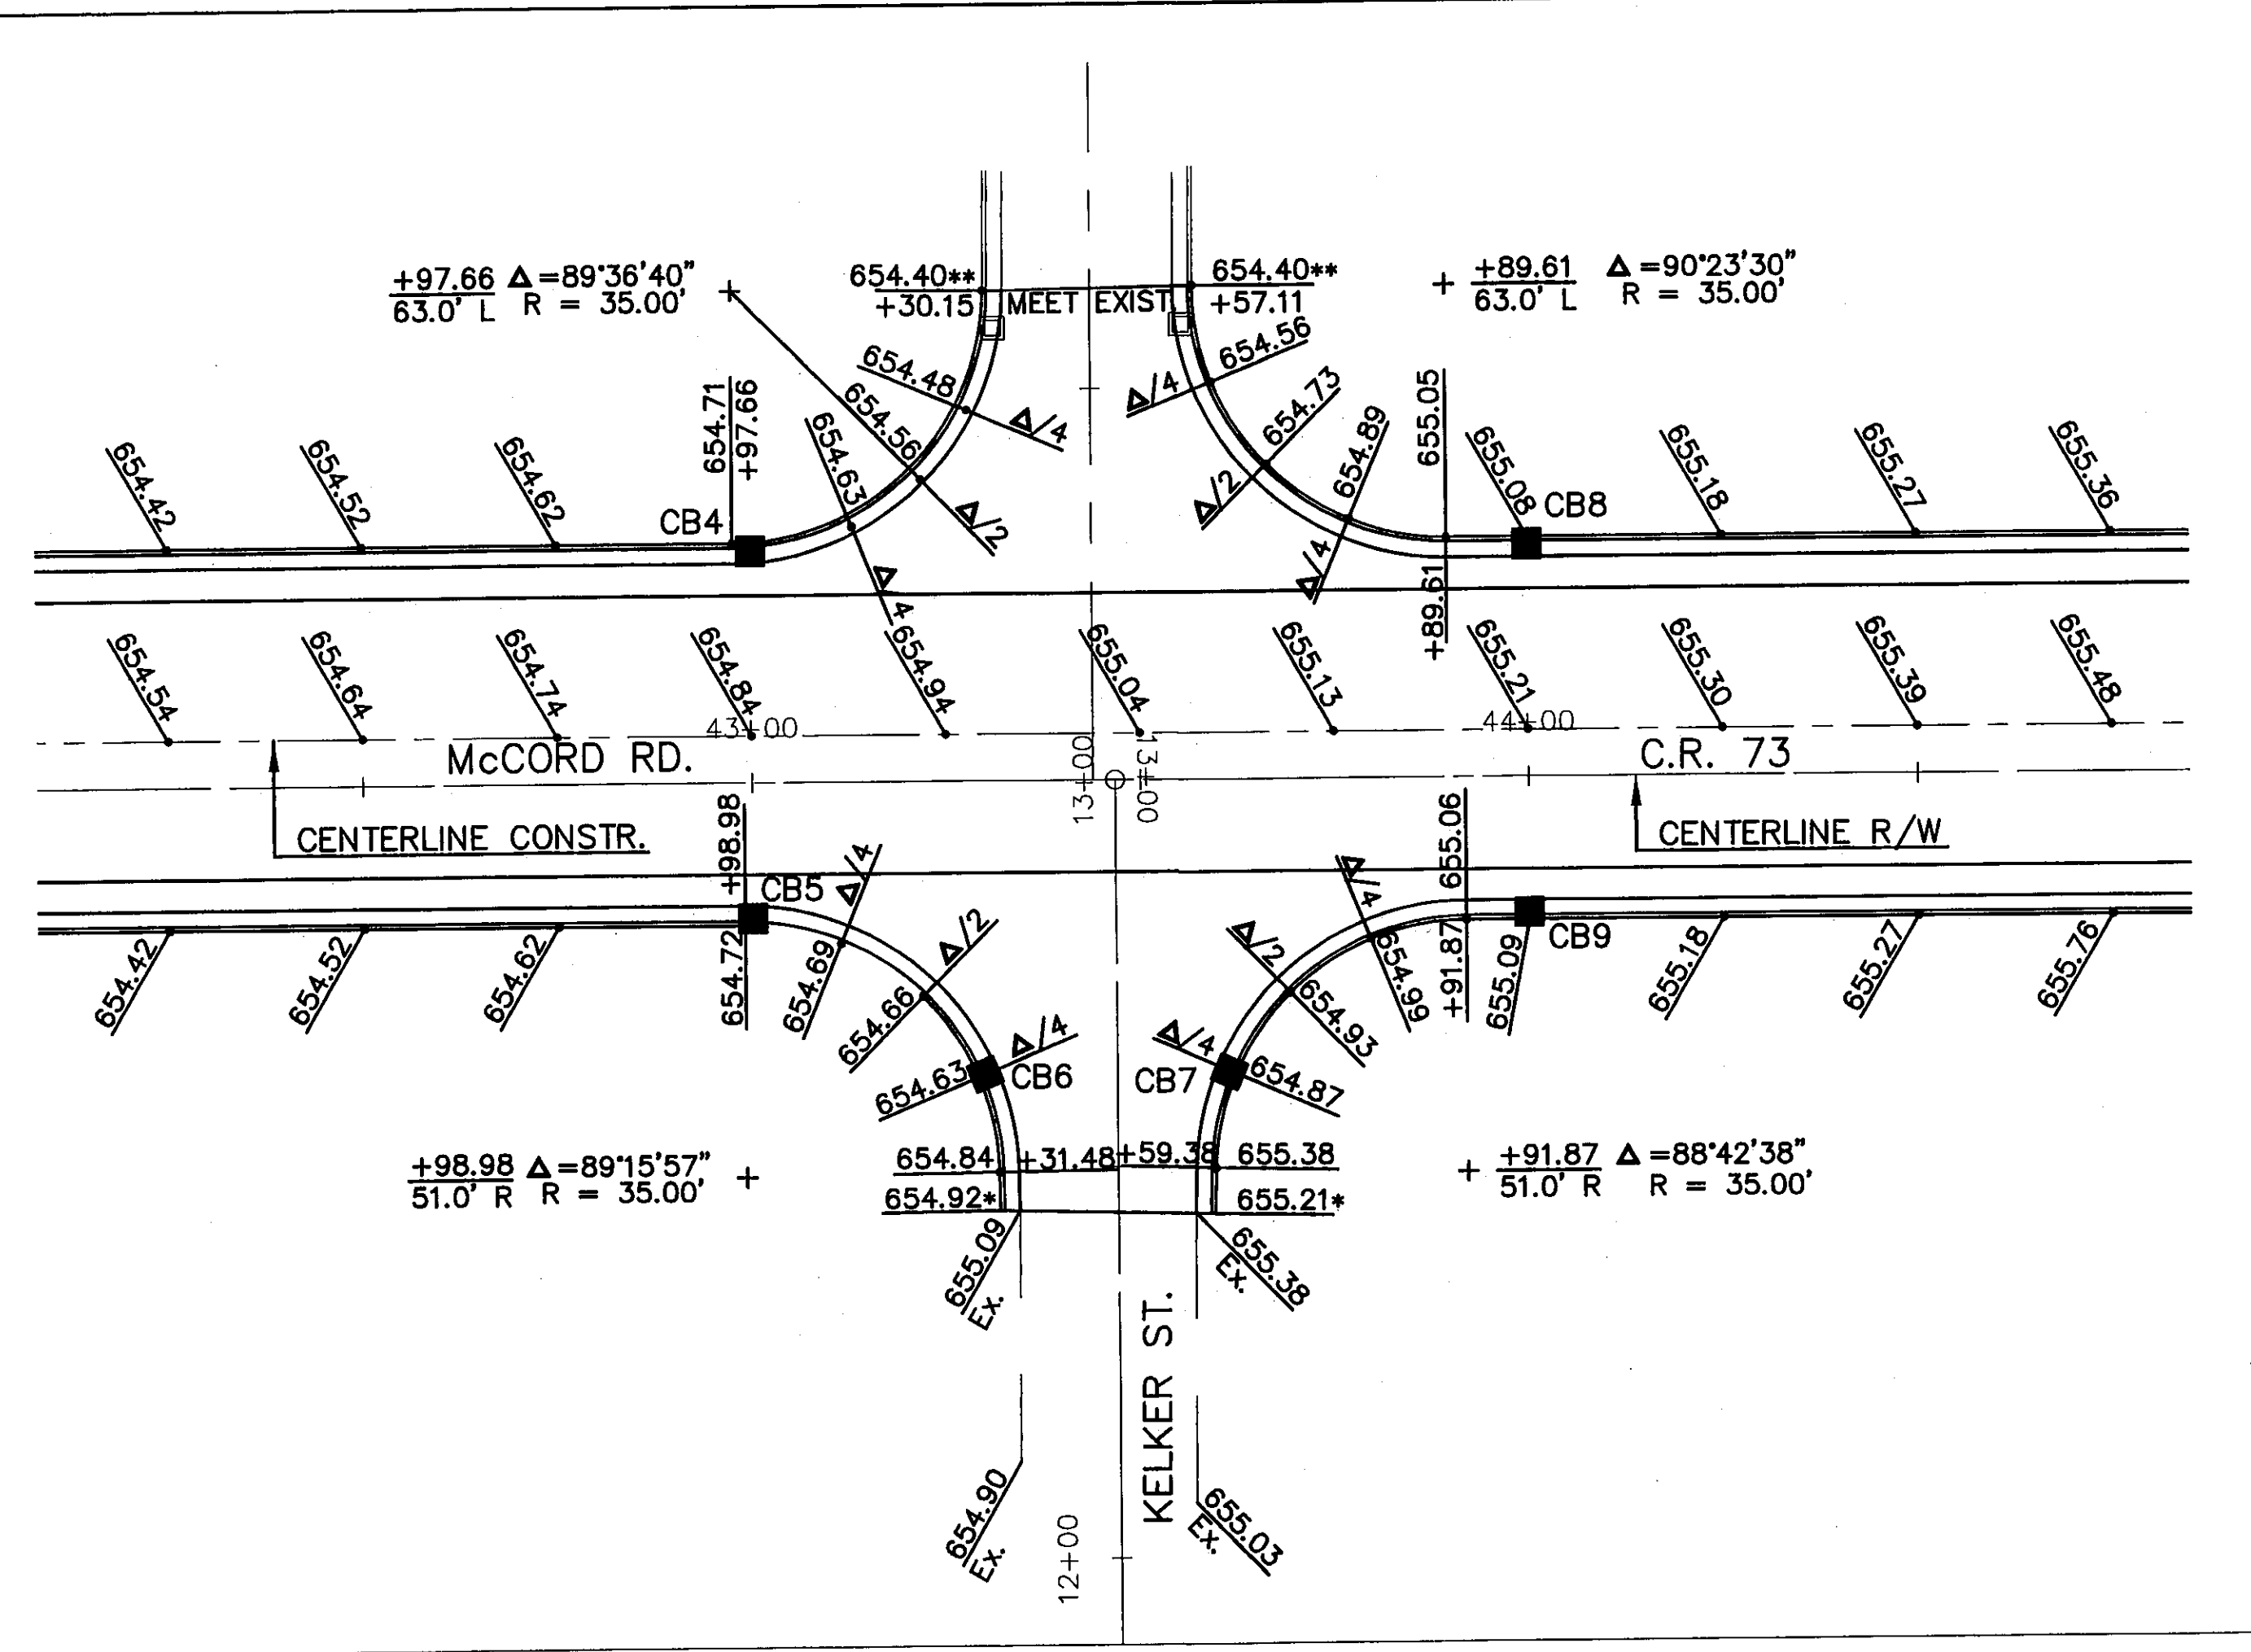 +97.66 Δ=89°36'40"
63.0' L R = 35.00'
654.40**
+30.15
MEET EXIST.
654.40**
+57.11
+89.61 Δ=90°23'30"
63.0' L R = 35.00'
654.48
Δ/4
654.56
Δ/2
654.63
Δ/4
654.71
+97.66
654.56
Δ/4
654.73
Δ/2
654.89
Δ/4
655.05
+89.61
654.42
654.52
654.62
CB4
655.08
CB8
655.18
655.27
655.36
654.54
654.64
654.74
654.84
654.94
655.04
655.13
655.21
655.30
655.39
655.48
43+00
44+00
McCORD RD.
13+00
13+00
C.R. 73
CENTERLINE CONSTR.
CENTERLINE R/W
+98.98
654.72
CB5
Δ/4
654.69
Δ/2
654.66
Δ/4
654.63
CB6
655.06
+91.87
Δ/4
654.99
Δ/2
654.93
Δ/4
654.87
CB7
655.09
CB9
654.42
654.52
654.62
655.18
655.27
655.76
+98.98 Δ=89°15'57"
51.0' R R = 35.00'
654.84
+31.48
+59.38
655.38
654.92*
655.21*
+91.87 Δ=88°42'38"
51.0' R R = 35.00'
655.09
Ex.
655.38
Ex.
KELKER ST.
654.90
Ex.
655.03
Ex.
12+00